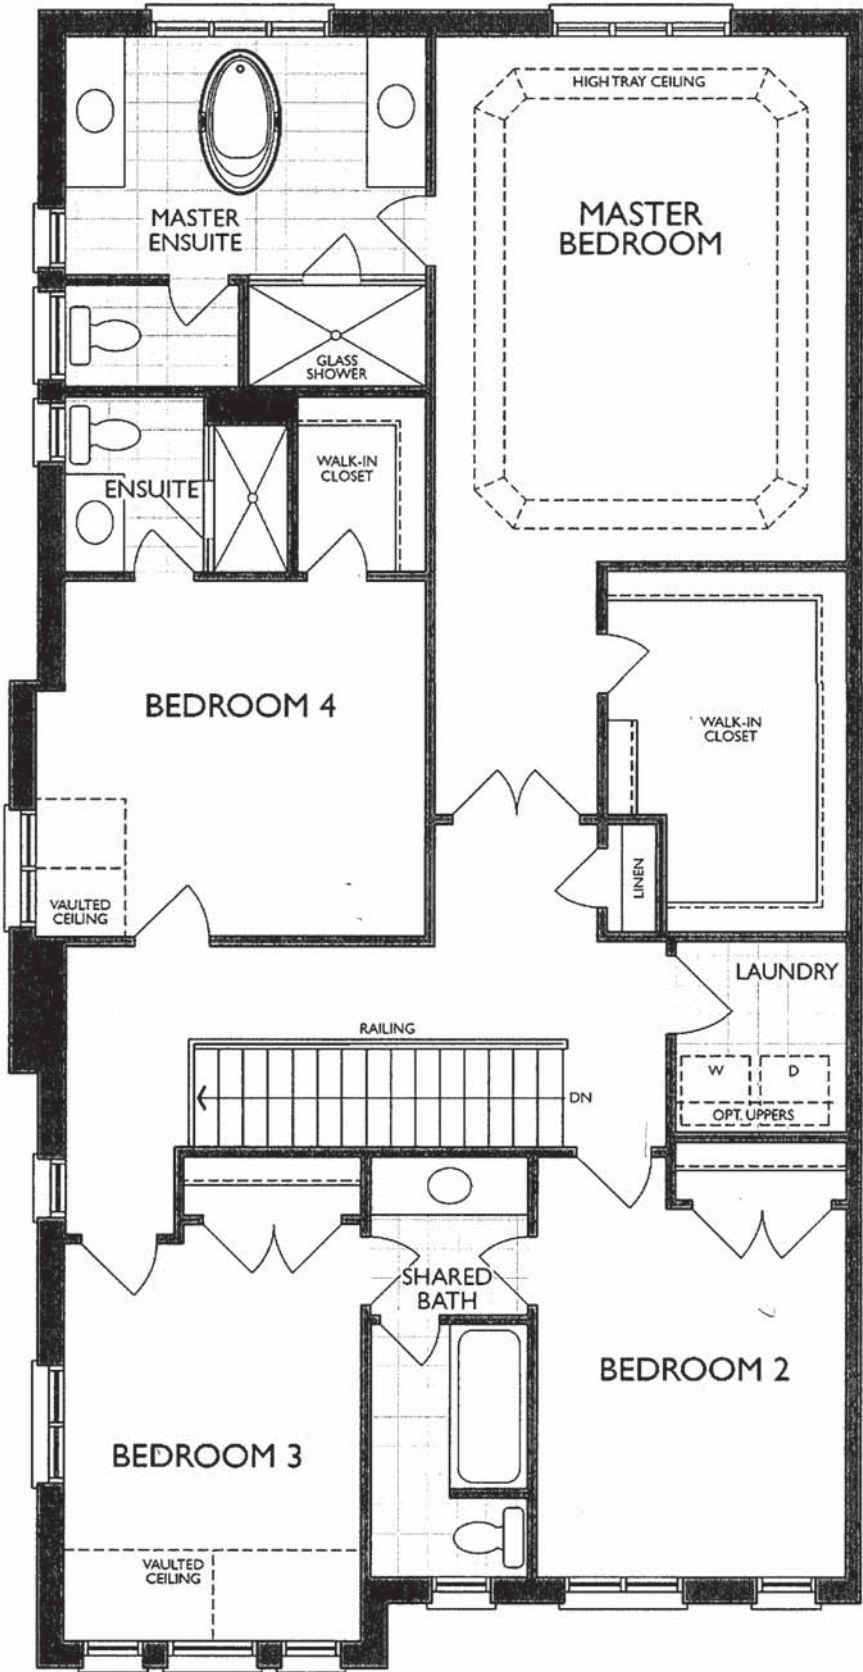 HIGH TRAY CEILING
MASTER
ENSUITE
MASTER
BEDROOM
GLASS
SHOWER
ENSUITE
WALK-IN
CLOSET
BEDROOM 4
WALK-IN
CLOSET
VAULTED
CEILING
LINEN
LAUNDRY
RAILING
W
D
DN
OPT. UPPERS
SHARED
BATH
BEDROOM 2
BEDROOM 3
VAULTED
CEILING